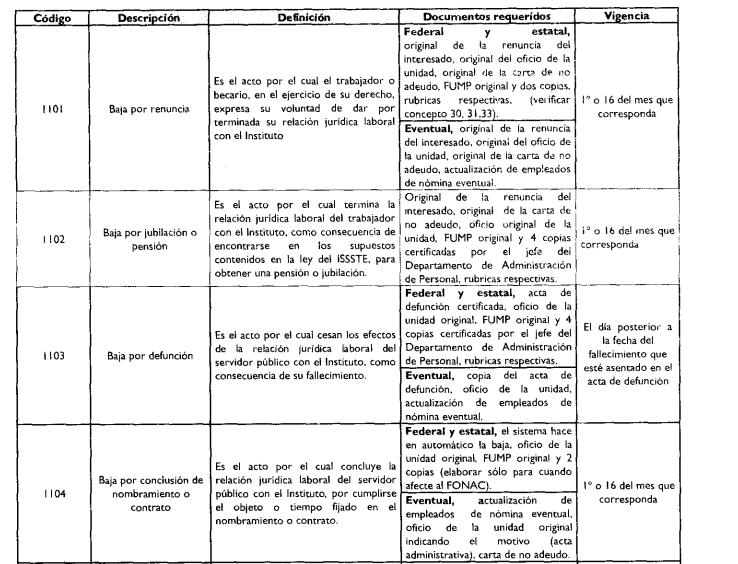 Código Descripción Definición Documentos requeridos Vigencia
1101
Baja por renuncia
Es el acto por el cual el trabajador o
becario, en el ejercicio de su derecho,
expresa su voluntad de dar por
terminada su relación jurídica laboral
con el Instituto
Federal y estatal,
original de la renuncia del
interesado, original del oficio de la
unidad, original de la carta de no
adeudo, FUMP original y dos copias,
rubricas respectivas, (verificar
concepto 30, 31,33).
Eventual, original de la renuncia
del interesado, original del oficio de
la unidad, original de la carta de no
adeudo, actualización de empleados
de nómina eventual.
1° o 16 del mes que
corresponda
1102
Baja por jubilación o
pensión
Es el acto por el cual termina la
relación jurídica laboral del trabajador
con el Instituto, como consecuencia de
encontrarse en los supuestos
contenidos en la ley del ISSSTE, para
obtener una pensión o jubilación.
Original de la renuncia del
interesado, original de la carta de
no adeudo, oficio original de la
unidad, FUMP original y 4 copias
certificadas por el jefe del
Departamento de Administración
de Personal, rubricas respectivas.
1° o 16 del mes que
corresponda
1103
Baja por defunción
Es el acto por el cual cesan los efectos
de la relación jurídica laboral del
servidor público con el Instituto, como
consecuencia de su fallecimiento.
Federal y estatal, acta de
defunción certificada, oficio de la
unidad original, FUMP original y 4
copias certificadas por el jefe del
Departamento de Administración
de Personal, rubricas respectivas.
Eventual, copia del acta de
defunción, oficio de la unidad,
actualización de empleados de
nómina eventual.
El día posterior a
la fecha del
fallecimiento que
esté asentado en el
acta de defunción
1104
Baja por conclusión de
nombramiento o
contrato
Es el acto por el cual concluye la
relación jurídica laboral del servidor
público con el Instituto, por cumplirse
el objeto o tiempo fijado en el
nombramiento o contrato.
Federal y estatal, el sistema hace
en automático la baja, oficio de la
unidad original, FUMP original y 2
copias (elaborar sólo para cuando
afecte al FONAC).
Eventual, actualización de
empleados de nómina eventual,
oficio de la unidad original
indicando el motivo (acta
administrativa), carta de no adeudo.
1° o 16 del mes que
corresponda